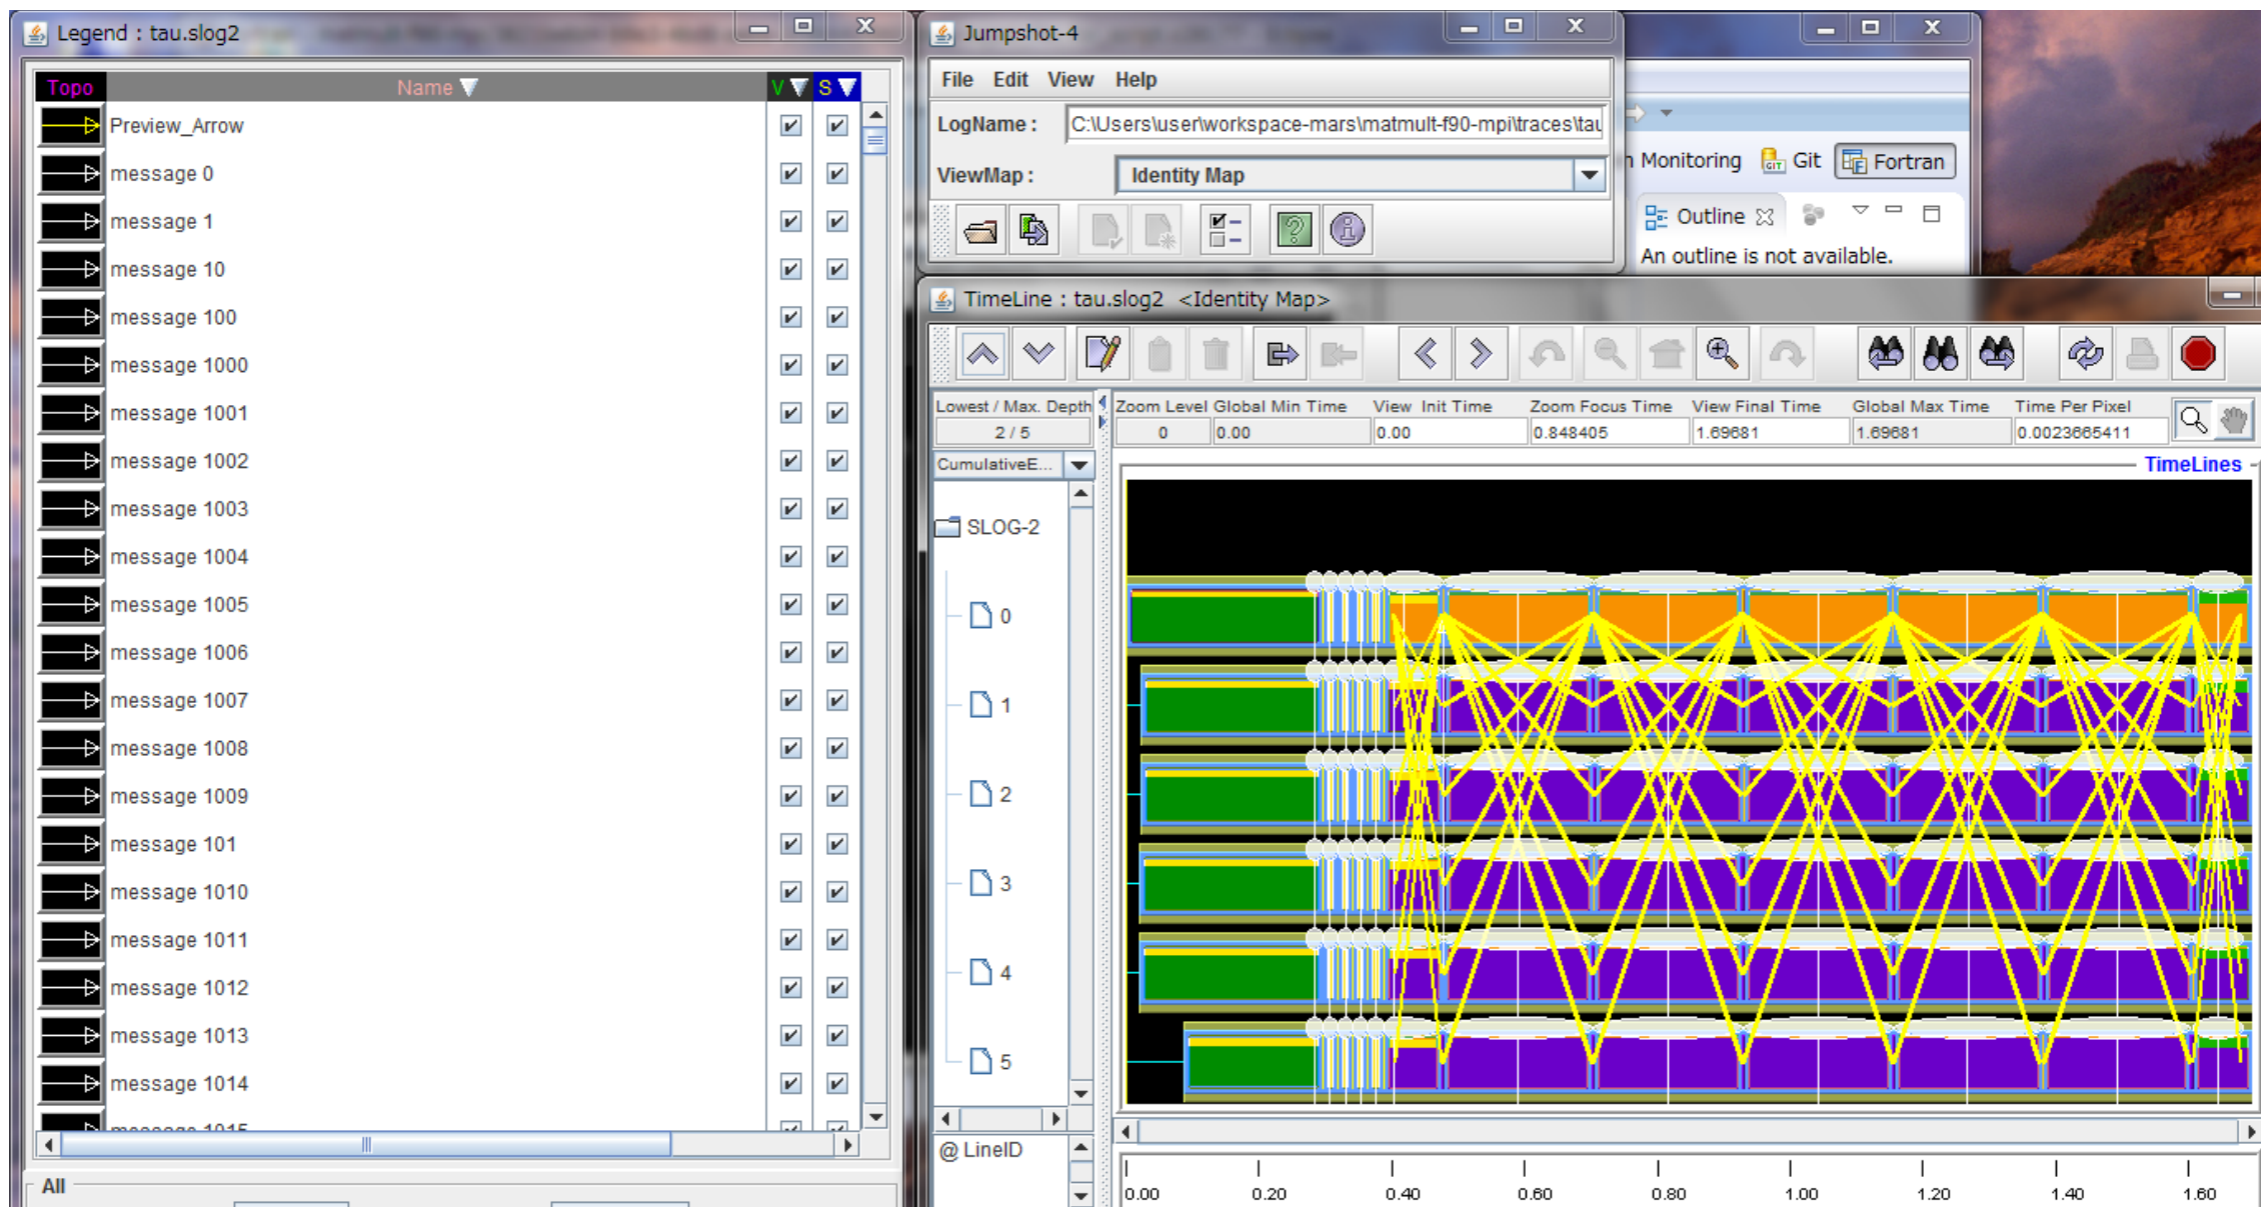 Legend : tau.slog2
Topo Name V S
Preview_Arrow
message 0
message 1
message 10
message 100
message 1000
message 1001
message 1002
message 1003
message 1004
message 1005
message 1006
message 1007
message 1008
message 1009
message 101
message 1010
message 1011
message 1012
message 1013
message 1014
message 1015
All
Jumpshot-4
File Edit View Help
LogName : C:\Users\user\workspace-mars\matmult-f90-mpi\traces\tau
ViewMap : Identity Map
Monitoring Git Fortran
Outline
An outline is not available.
TimeLine : tau.slog2 <Identity Map>
Lowest / Max. Depth Zoom Level Global Min Time View Init Time Zoom Focus Time View Final Time Global Max Time Time Per Pixel
2 / 5 0 0.00 0.00 0.848405 1.69681 1.69681 0.0023665411
CumulativeE...
TimeLines
SLOG-2
0
1
2
3
4
5
@ LineID
0.00 0.20 0.40 0.60 0.80 1.00 1.20 1.40 1.60